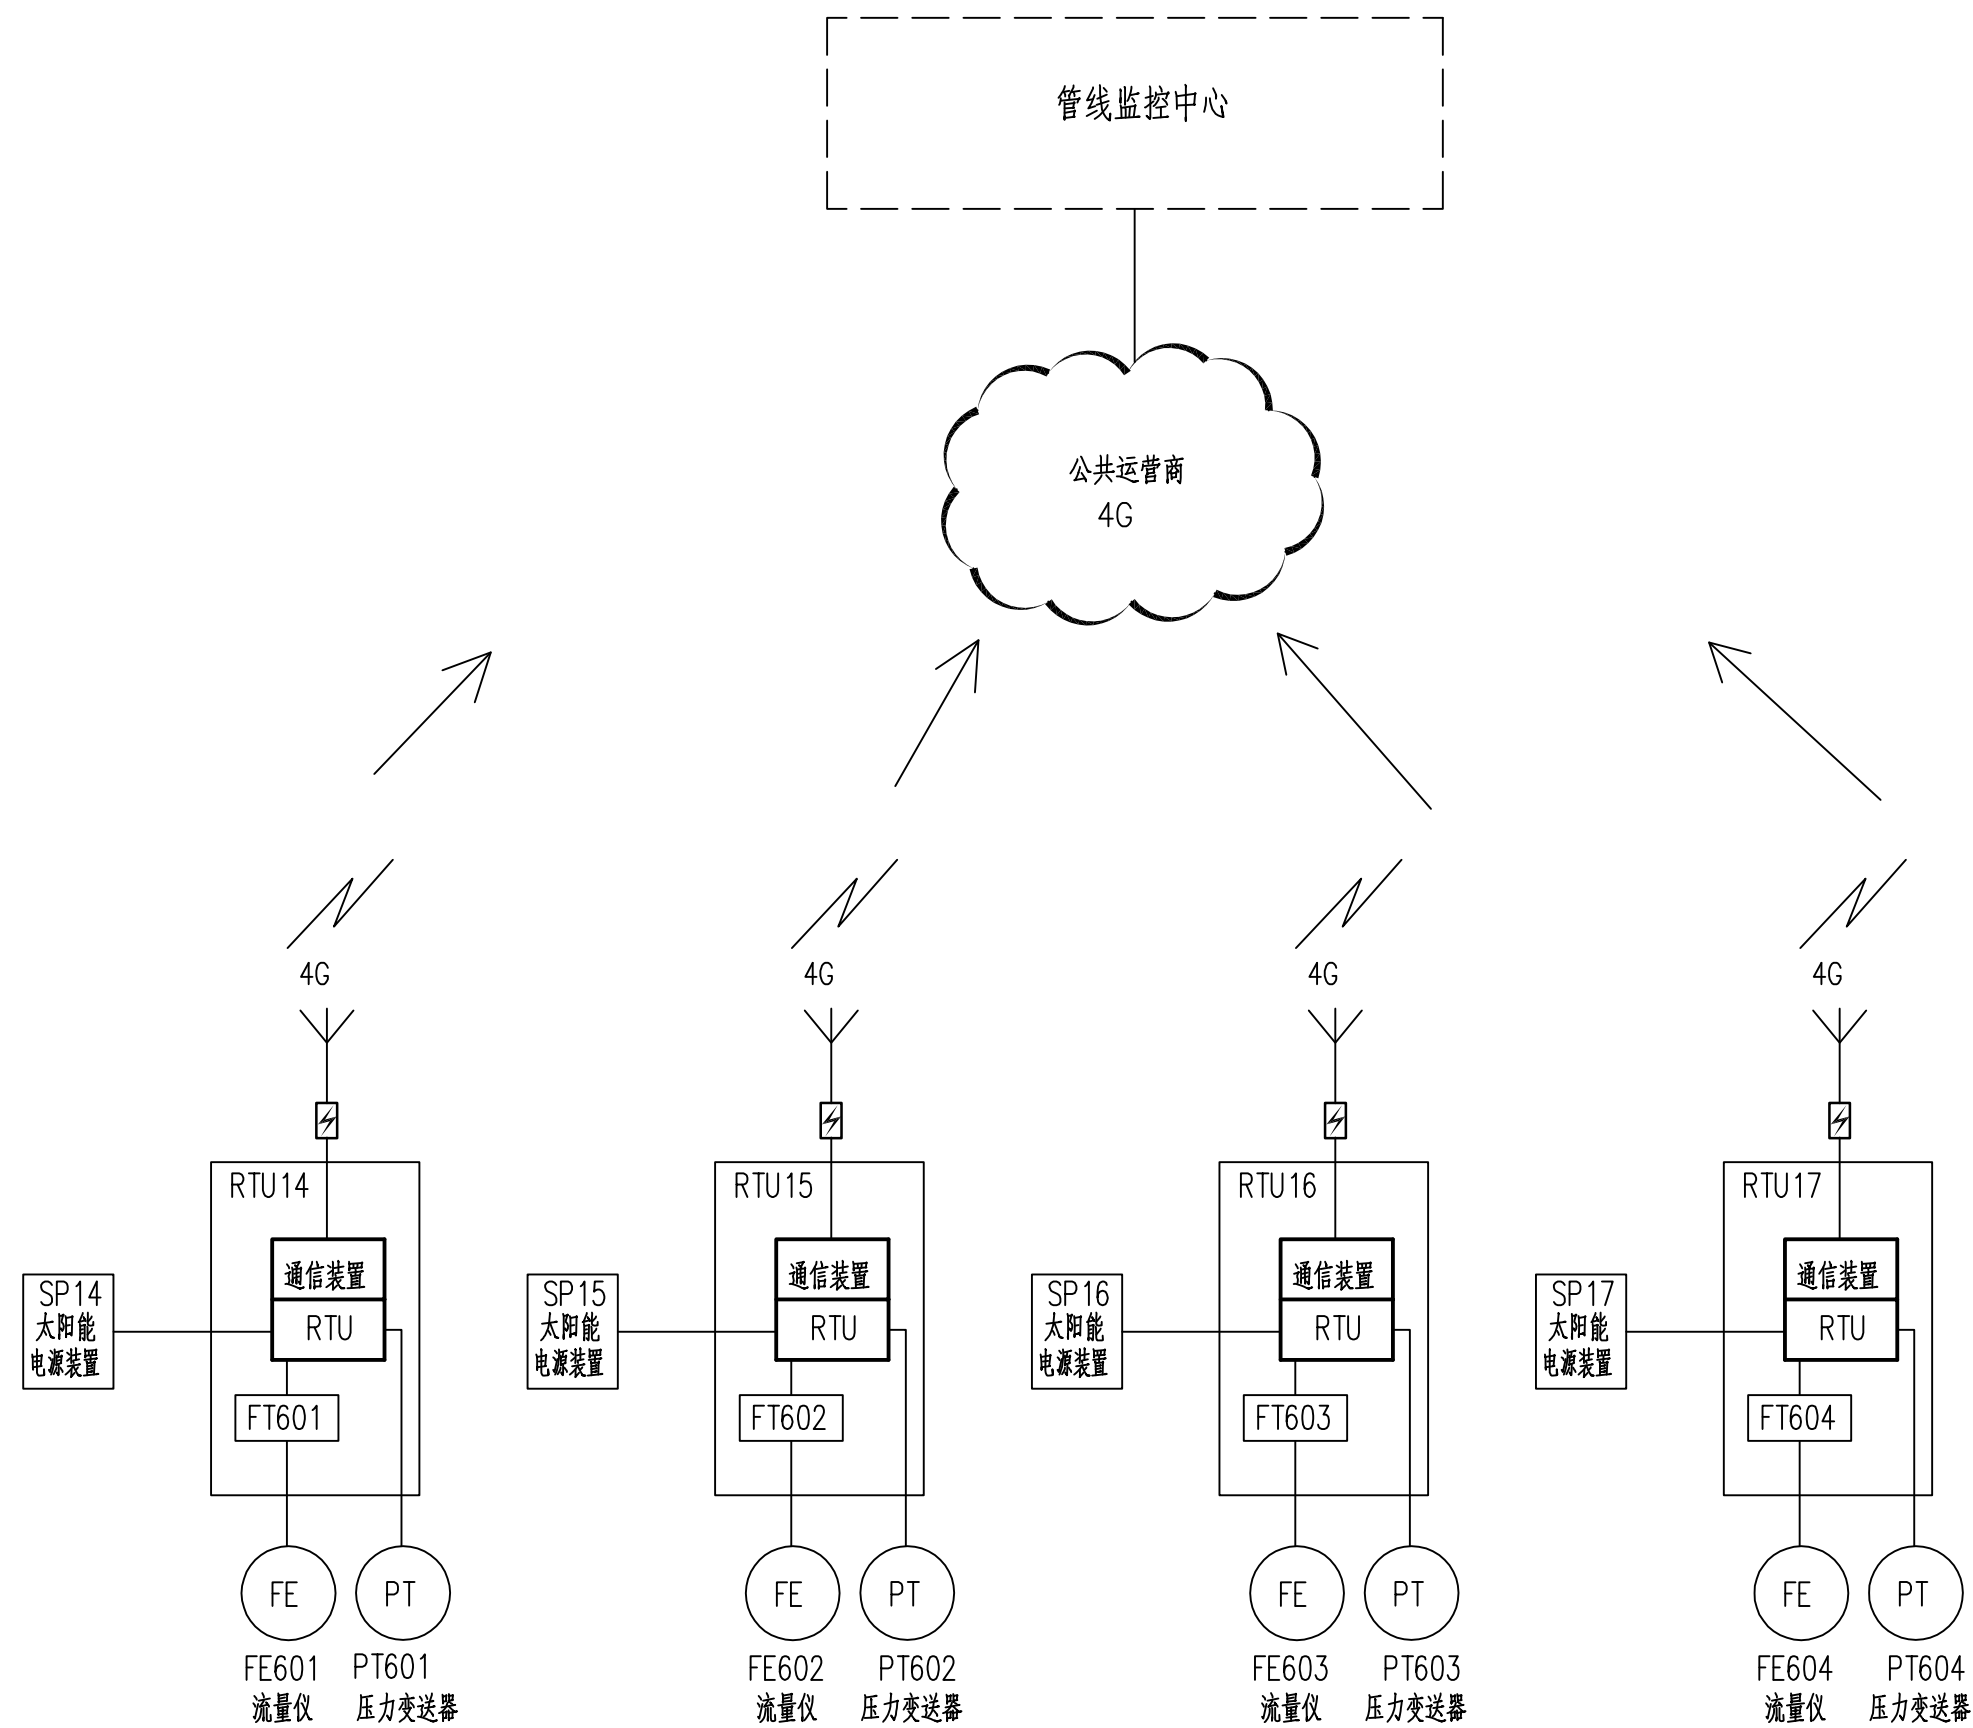 管线监控中心
公共运营商
4G
4G
4G
4G
4G
RTU14
RTU15
RTU16
RTU17
通信装置
通信装置
通信装置
通信装置
SP14
太阳能
电源装置
RTU
SP15
太阳能
电源装置
RTU
SP16
太阳能
电源装置
RTU
SP17
太阳能
电源装置
RTU
FT601
FT602
FT603
FT604
FE
PT
FE
PT
FE
PT
FE
PT
FE601
流量仪
PT601
压力变送器
FE602
流量仪
PT602
压力变送器
FE603
流量仪
PT603
压力变送器
FE604
流量仪
PT604
压力变送器